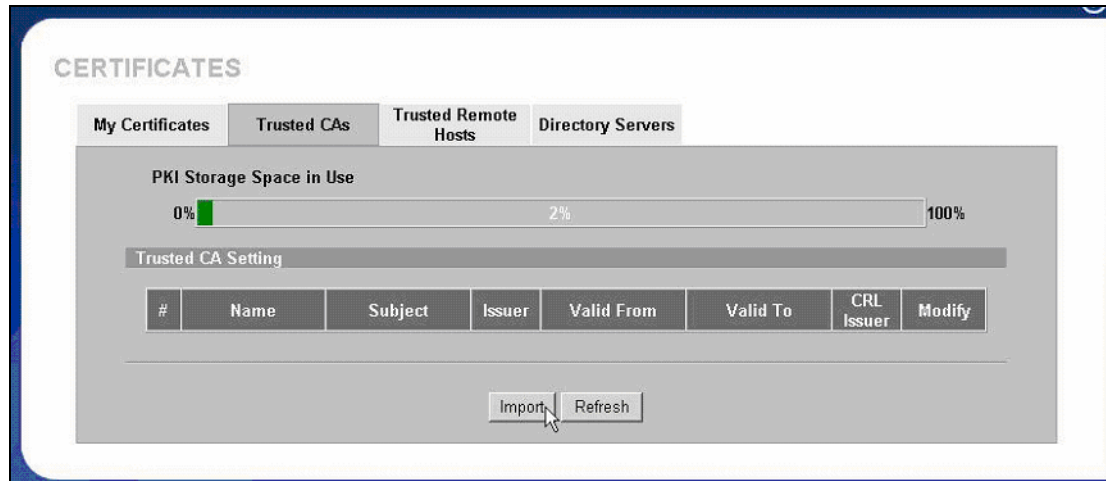 CERTIFICATES
My Certificates
Trusted CAs
Trusted Remote
Hosts
Directory Servers
PKI Storage Space in Use
0%
2%
100%
Trusted CA Setting
#
Name
Subject
Issuer
Valid From
Valid To
CRL
Issuer
Modify
Import
Refresh